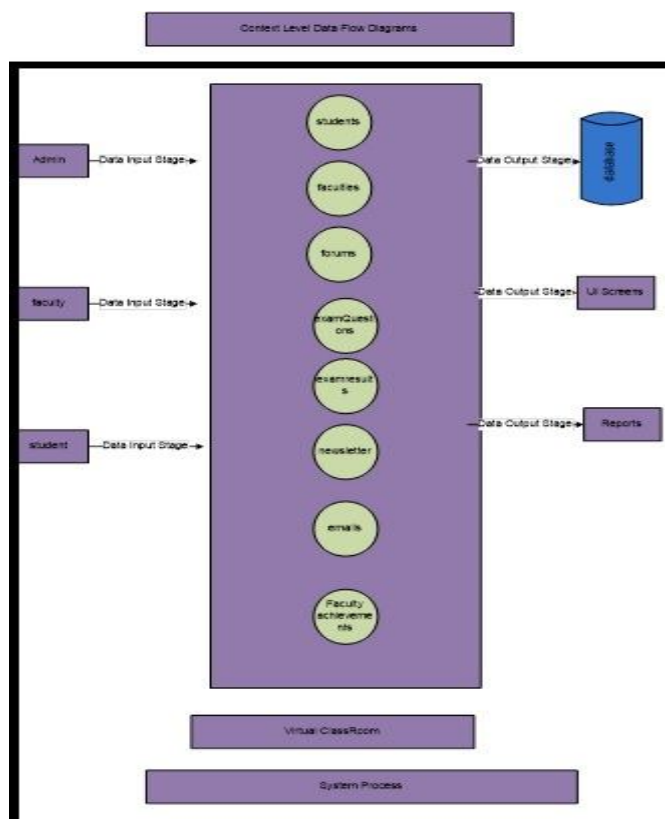 Context Level Data Flow Diagrams
students
Admin
Data Input Stage
Data Output Stage
database
faculties
forums
faculty
Data Input Stage
Data Output Stage
UI Screens
examQuesti
ons
examresult
s
student
Data Input Stage
Data Output Stage
Reports
newsletter
emails
Faculty
achieveme
nts
Virtual ClassRoom
System Process